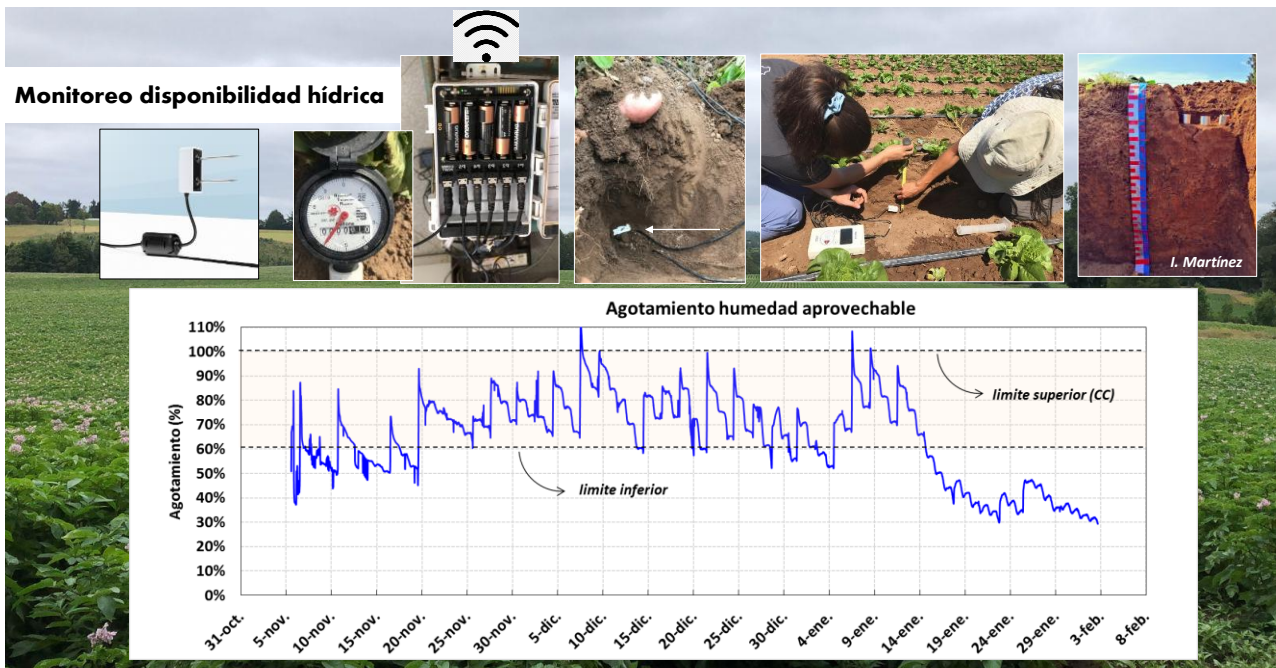 Monitoreo disponibilidad hídrica
I. Martínez
Agotamiento humedad aprovechable
Agotamiento (%)
110%
100%
90%
80%
70%
60%
50%
40%
30%
20%
10%
0%
limite superior (CC)
limite inferior
31-oct.
5-nov.
10-nov.
15-nov.
20-nov.
25-nov.
30-nov.
5-dic.
10-dic.
15-dic.
20-dic.
25-dic.
30-dic.
4-ene.
9-ene.
14-ene.
19-ene.
24-ene.
29-ene.
3-feb.
8-feb.